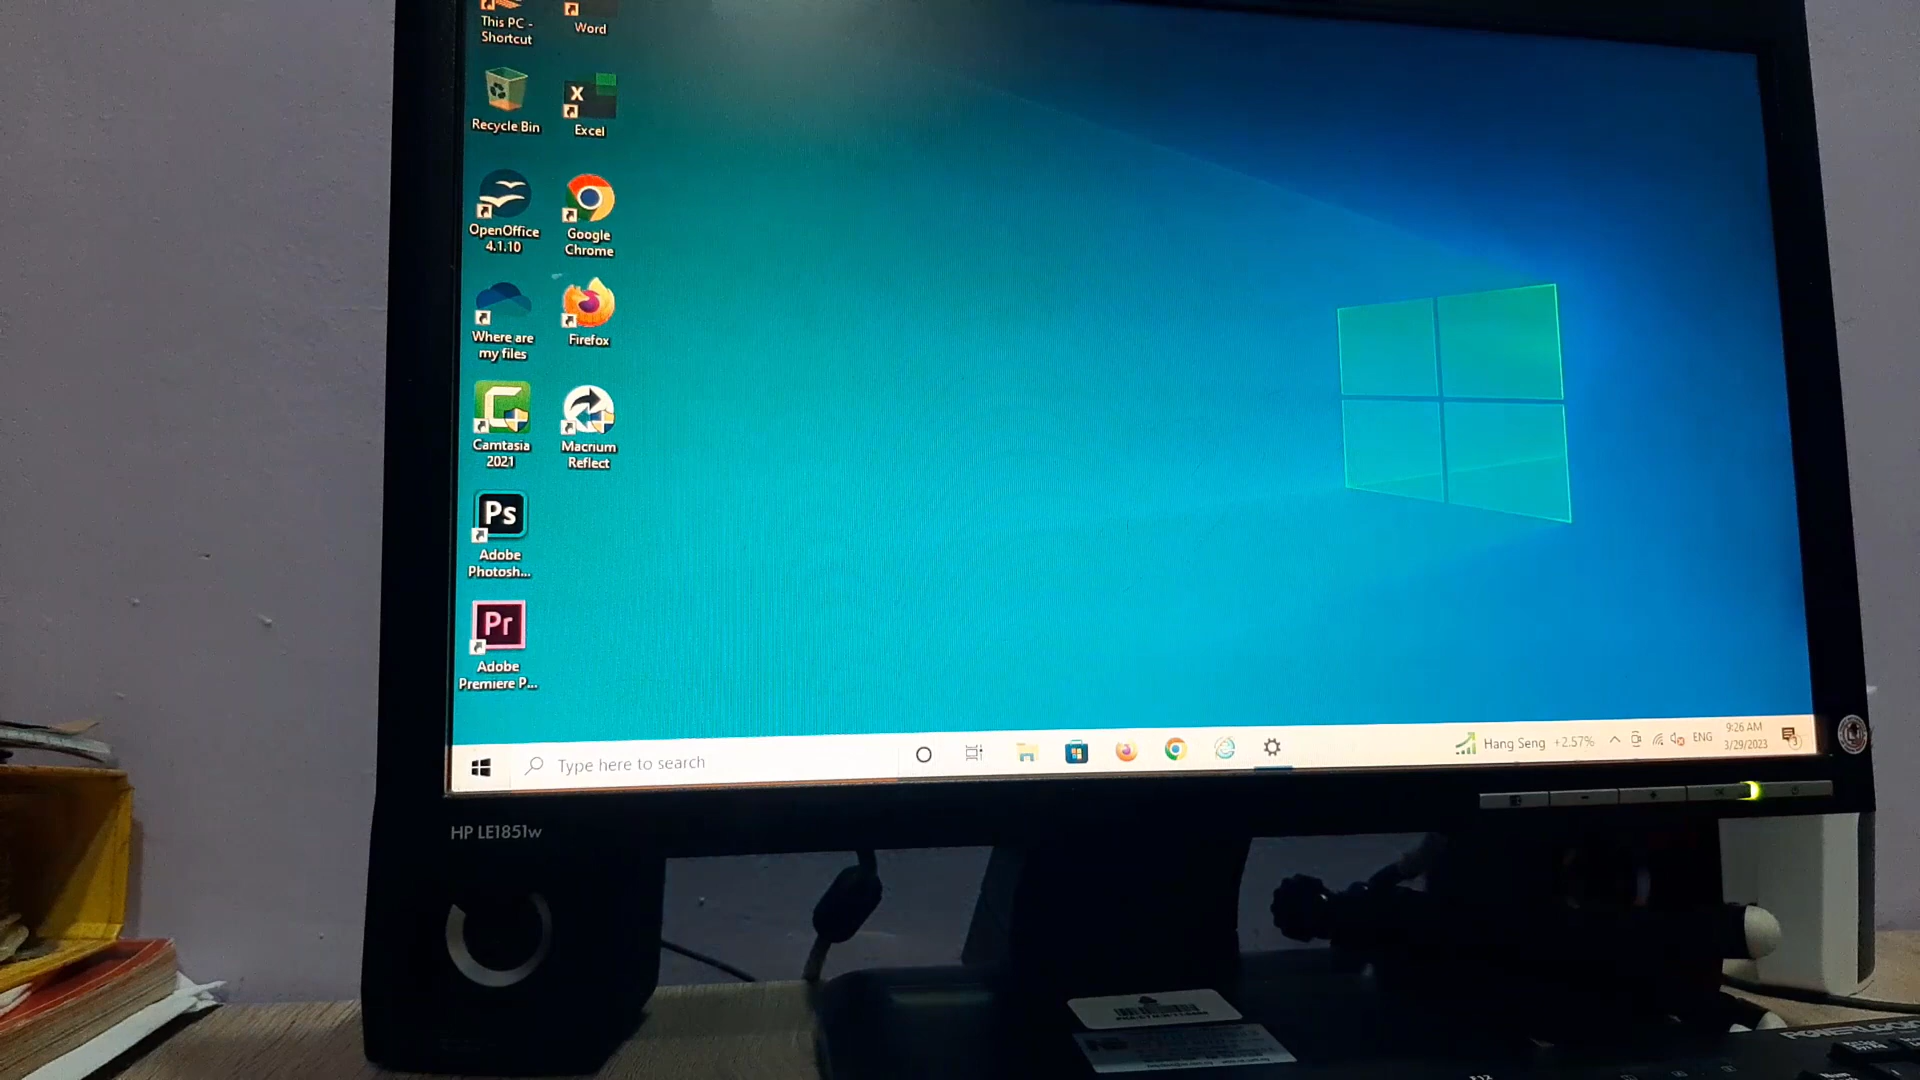 This PC -
Shortcut
Word
Recycle Bin
X
Excel
OpenOffice
4.1.10
Google
Chrome
Where are
my files
Firefox
Camtasia
2021
Macrium
Reflect
Ps
Adobe
Photosh...
Pr
Adobe
Premiere P...
Type here to search
Hang Seng +2.57%
ENG
9:26 AM
3/29/2023
3
HP LE1851w